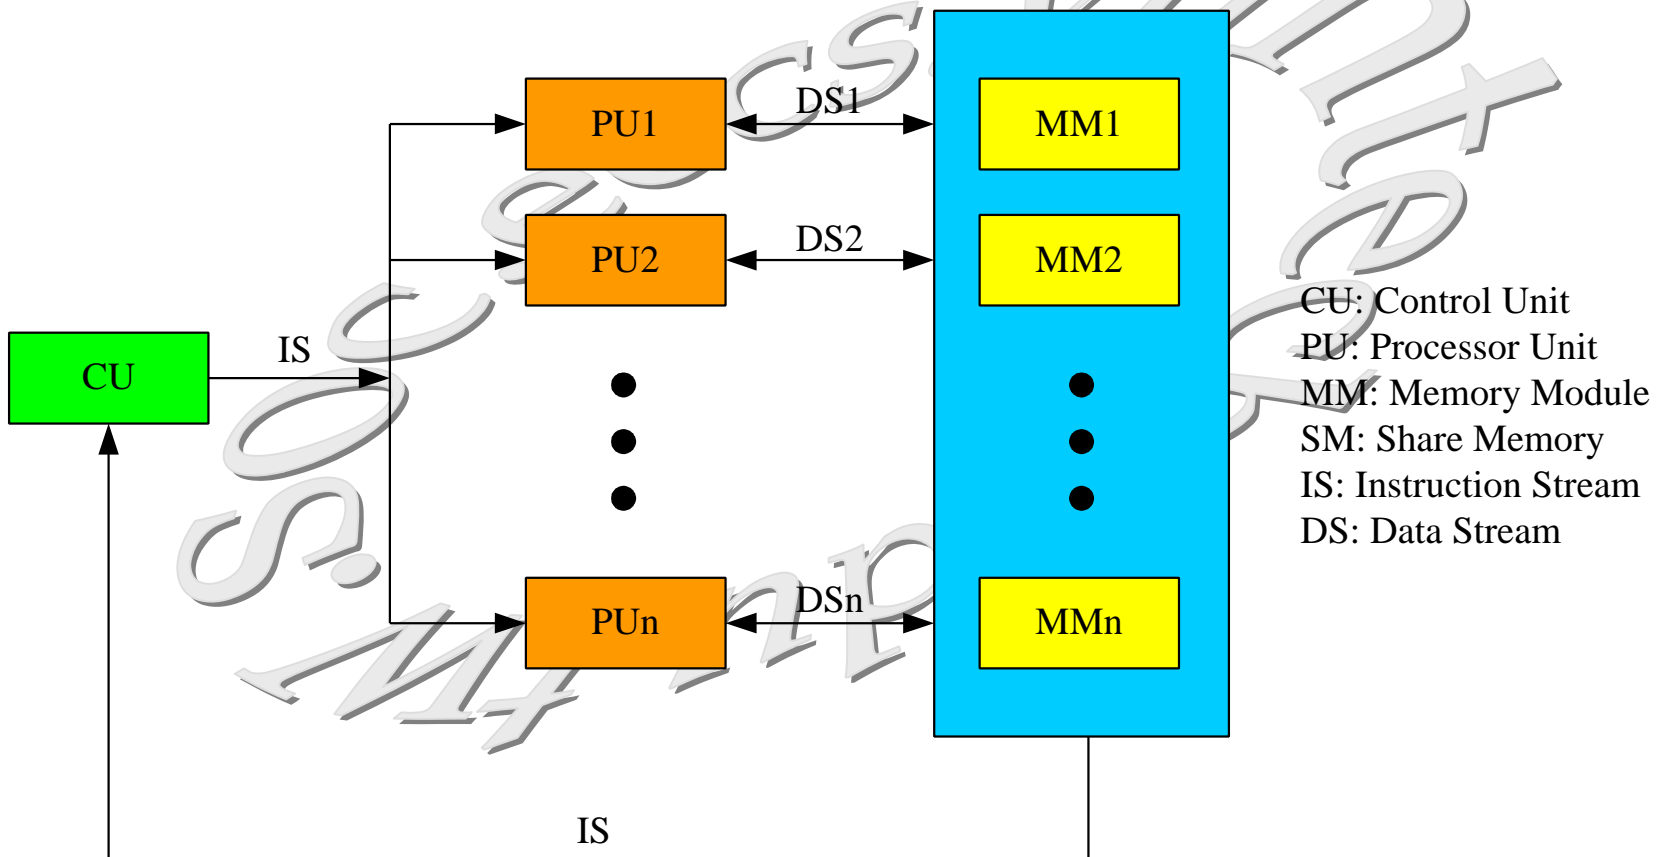 PU1
DS1
MM1
PU2
DS2
MM2
CU
IS
CU: Control Unit
PU: Processor Unit
MM: Memory Module
SM: Share Memory
IS: Instruction Stream
DS: Data Stream
PUn
DSn
MMn
IS